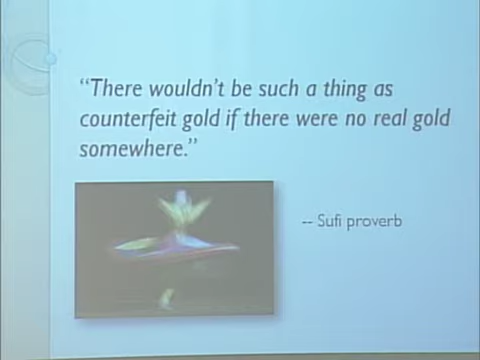 “There wouldn’t be such a thing as
counterfeit gold if there were no real gold
somewhere.”
-- Sufi proverb